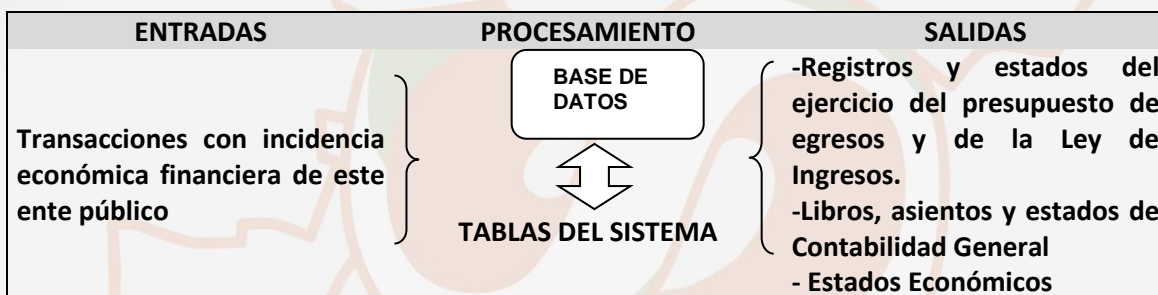 ENTRADAS PROCESAMIENTO SALIDAS
Transacciones con incidencia
económica financiera de este
ente público
BASE DE
DATOS
TABLAS DEL SISTEMA
-Registros y estados del
ejercicio del presupuesto de
egresos y de la Ley de
Ingresos.
-Libros, asientos y estados de
Contabilidad General
- Estados Económicos